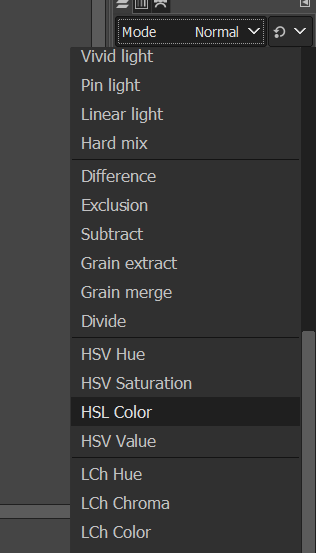 Mode Normal
Vivid light
Pin light
Linear light
Hard mix
Difference
Exclusion
Subtract
Grain extract
Grain merge
Divide
HSV Hue
HSV Saturation
HSL Color
HSV Value
LCh Hue
LCh Chroma
LCh Color